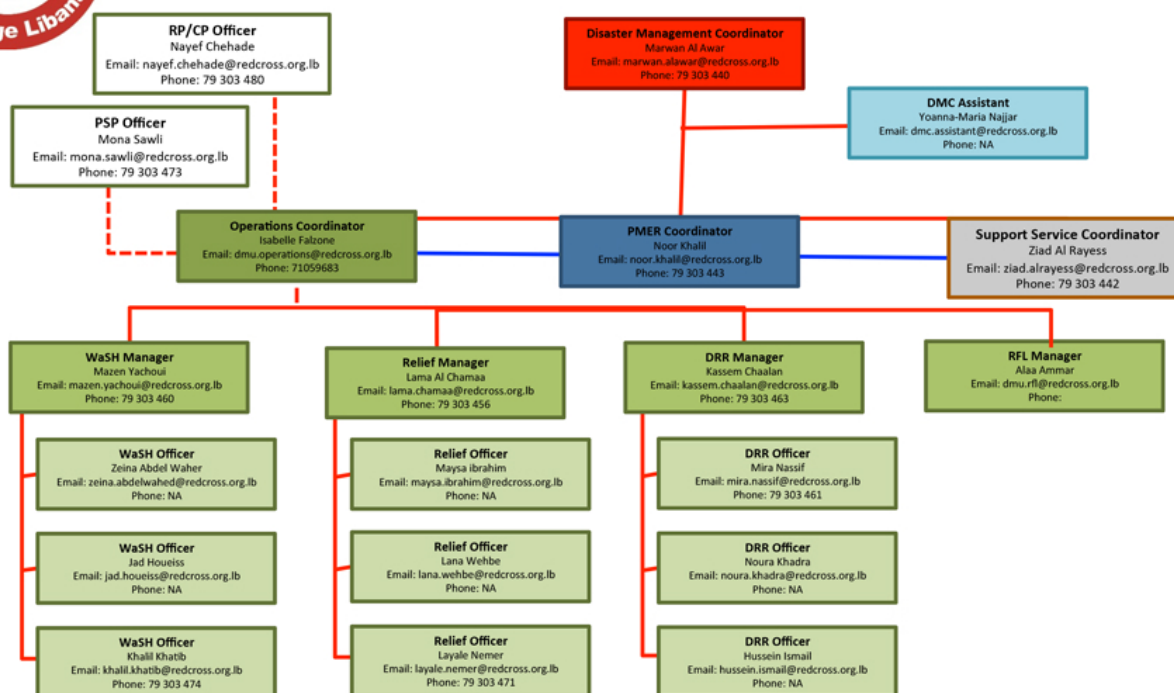 ge Liban
RP/CP Officer
Nayef Chehade
Email: nayef.chehade@redcross.org.lb
Phone: 79 303 480
Disaster Management Coordinator
Marwan Al Awar
Email: marwan.alawar@redcross.org.lb
Phone: 79 303 440
DMC Assistant
Yoanna-Maria Najjar
Email: dmc.assistant@redcross.org.lb
Phone: NA
PSP Officer
Mona Sawli
Email: mona.sawli@redcross.org.lb
Phone: 79 303 473
Operations Coordinator
Isabelle Falzone
Email: dmu.operations@redcross.org.lb
Phone: 71059683
PMER Coordinator
Noor Khalil
Email: noor.khalil@redcross.org.lb
Phone: 79 303 443
Support Service Coordinator
Ziad Al Rayess
Email: ziad.alrayess@redcross.org.lb
Phone: 79 303 442
WaSH Manager
Mazen Yachoui
Email: mazen.yachoui@redcross.org.lb
Phone: 79 303 460
Relief Manager
Lama Al Chamaa
Email: lama.chamaa@redcross.org.lb
Phone: 79 303 456
DRR Manager
Kassem Chaalan
Email: kassem.chaalan@redcross.org.lb
Phone: 79 303 463
RFL Manager
Alaa Ammar
Email: dmu.rfl@redcross.org.lb
Phone:
WaSH Officer
Zeina Abdel Waher
Email: zeina.abdelwahed@redcross.org.lb
Phone: NA
Relief Officer
Maysa ibrahim
Email: maysa.ibrahim@redcross.org.lb
Phone: NA
DRR Officer
Mira Nassif
Email: mira.nassif@redcross.org.lb
Phone: 79 303 461
WaSH Officer
Jad Houeiss
Email: jad.houeiss@redcross.org.lb
Phone: NA
Relief Officer
Lana Wehbe
Email: lana.wehbe@redcross.org.lb
Phone: NA
DRR Officer
Noura Khadra
Email: noura.khadra@redcross.org.lb
Phone: NA
WaSH Officer
Khalil Khatib
Email: khalil.khatib@redcross.org.lb
Phone: 79 303 474
Relief Officer
Layale Nemer
Email: layale.nemer@redcross.org.lb
Phone: 79 303 471
DRR Officer
Hussein Ismail
Email: hussein.ismail@redcross.org.lb
Phone: NA